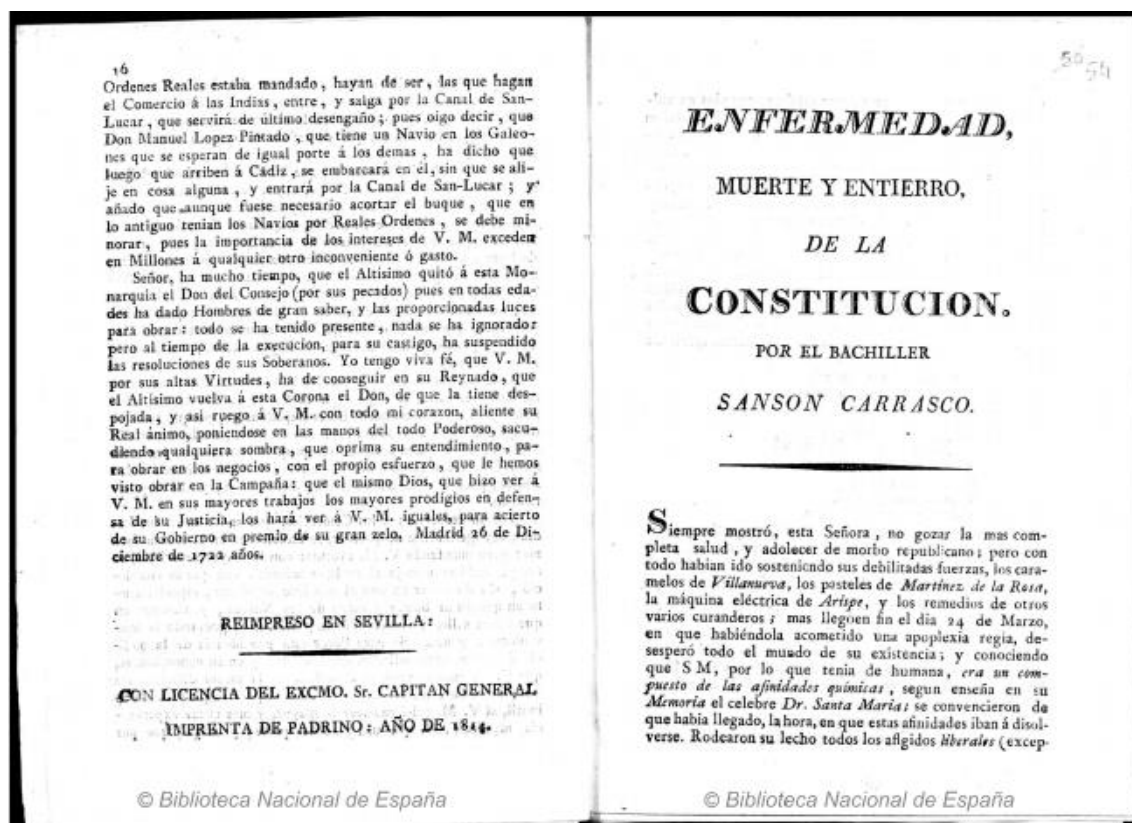 16
Ordenes Reales estaba mandado, hayan de ser, las que hagan
el Comercio á las Indias, entre, y salga por la Canal de San-
Lucar, que servirá de último desengaño; pues oigo decir, que
Don Manuel Lopez Pintado, que tiene un Navio en los Galeo-
nes que se esperan de igual porte á los demas, ha dicho que
luego que arriben á Cádiz, se embarcará en él, sin que se ali-
je en cosa alguna, y entrará por la Canal de San-Lucar; y
añado que aunque fuese necesario acortar el buque, que en
lo antiguo tenian los Navios por Reales Ordenes, se debe mi-
norar, pues la importancia de los intereses de V. M. exceden
en Millones á qualquier otro inconveniente ó gasto.
Señor, ha mucho tiempo, que el Altísimo quitó á esta Mo-
narquía el Don del Consejo (por sus pecados) pues en todas eda-
des ha dado Hombres de gran saber, y las proporcionadas luces
para obrar: todo se ha tenido presente, nada se ha ignorado:
pero al tiempo de la execucion, para su castigo, ha suspendido
las resoluciones de sus Soberanos. Yo tengo viva fé, que V. M.
por sus altas Virtudes, ha de conseguir en su Reynado, que
el Altísimo vuelva á esta Corona el Don, de que la tiene des-
pojada, y asi ruego á V. M. con todo mi corazon, aliente su
Real ánimo, poniendose en las manos del todo Poderoso, sacu-
diendo qualquiera sombra, que oprima su entendimiento, pa-
ra obrar en los negocios, con el propio esfuerzo, que le hemos
visto obrar en la Campaña: que el mismo Dios, que hizo ver á
V. M. en sus mayores trabajos los mayores prodigios en defen-
sa de su Justicia, los hará ver á V. M. iguales, para acierto
de su Gobierno en premio de su gran zelo. Madrid 26 de Di-
ciembre de 1722 años.
REIMPRESO EN SEVILLA:
CON LICENCIA DEL EXCMO. Sr. CAPITAN GENERAL
IMPRENTA DE PADRINO: AÑO DE 1814.
© Biblioteca Nacional de España
50 54
ENFERMEDAD,
MUERTE Y ENTIERRO,
DE LA
CONSTITUCION.
POR EL BACHILLER
SANSON CARRASCO.
Siempre mostró, esta Señora, no gozar la mas com-
pleta salud, y adolecer de morbo republicano; pero con
todo habian ido sosteniendo sus debilitadas fuerzas, los cara-
melos de Villanueva, los posteles de Martínez de la Rosa,
la máquina eléctrica de Arispe, y los remedios de otros
varios curanderos; mas llegoen fin el dia 24 de Marzo,
en que habiéndola acometido una apoplexia regia, de-
sesperó todo el mundo de su existencia; y conociendo
que S M, por lo que tenia de humana, era un com-
puesto de las afinidades químicas, segun enseña en su
Memoria el celebre Dr. Santa Maria: se convencieron de
que habia llegado, la hora, en que estas afinidades iban á disol-
verse. Rodearon su lecho todos los afligidos liberales (excep-
© Biblioteca Nacional de España